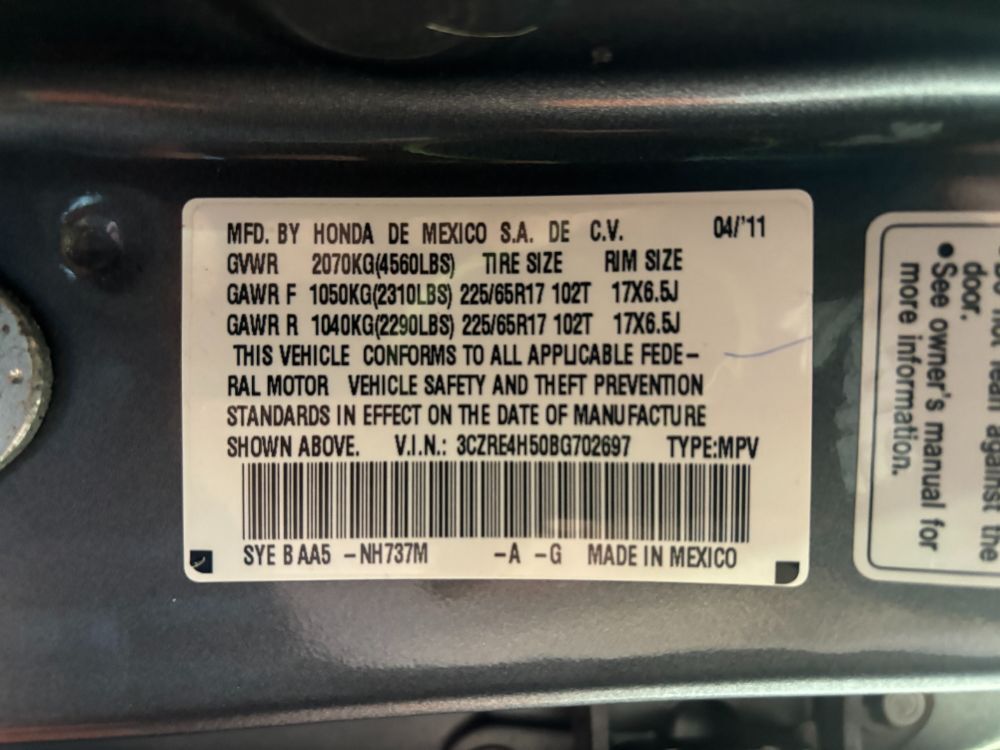 MFD. BY HONDA DE MEXICO S.A. DE C.V. 04/'11
GVWR 2070KG(4560LBS) TIRE SIZE RIM SIZE
GAWR F 1050KG(2310LBS) 225/65R17 102T 17X6.5J
GAWR R 1040KG(2290LBS) 225/65R17 102T 17X6.5J
THIS VEHICLE CONFORMS TO ALL APPLICABLE FEDE-
RAL MOTOR VEHICLE SAFETY AND THEFT PREVENTION
STANDARDS IN EFFECT ON THE DATE OF MANUFACTURE
SHOWN ABOVE. V.I.N.: 3CZRE4H50BG702697 TYPE:MPV
SYE B AA5 -NH737M -A -G MADE IN MEXICO
against the
door.
• See owner's manual for
more information.